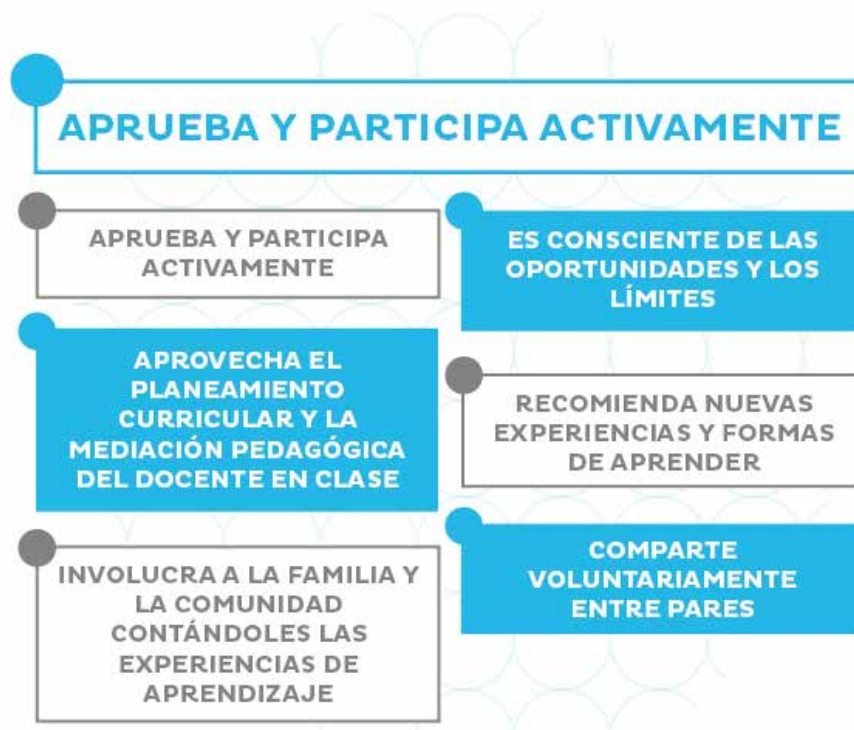 APRUEBA Y PARTICIPA ACTIVAMENTE
APRUEBA Y PARTICIPA
ACTIVAMENTE
APROVECHA EL
PLANEAMIENTO
CURRICULAR Y LA
MEDIACIÓN PEDAGÓGICA
DEL DOCENTE EN CLASE
INVOLUCRA A LA FAMILIA Y
LA COMUNIDAD
CONTÁNDOLES LAS
EXPERIENCIAS DE
APRENDIZAJE
ES CONSCIENTE DE LAS
OPORTUNIDADES Y LOS
LÍMITES
RECOMIENDA NUEVAS
EXPERIENCIAS Y FORMAS
DE APRENDER
COMPARTE
VOLUNTARIAMENTE
ENTRE PARES